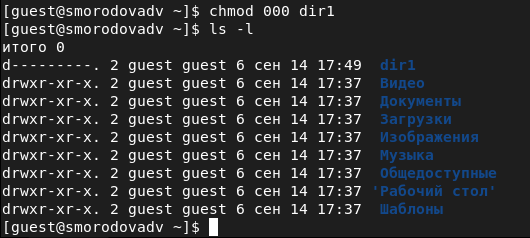 [guest@smorodovadv ~]$ chmod 000 dir1
[guest@smorodovadv ~]$ ls -l
итого 0
d---------. 2 guest guest 6 сен 14 17:49  dir1
drwxr-xr-x. 2 guest guest 6 сен 14 17:37  Видео
drwxr-xr-x. 2 guest guest 6 сен 14 17:37  Документы
drwxr-xr-x. 2 guest guest 6 сен 14 17:37  Загрузки
drwxr-xr-x. 2 guest guest 6 сен 14 17:37  Изображения
drwxr-xr-x. 2 guest guest 6 сен 14 17:37  Музыка
drwxr-xr-x. 2 guest guest 6 сен 14 17:37  Общедоступные
drwxr-xr-x. 2 guest guest 6 сен 14 17:37 'Рабочий стол'
drwxr-xr-x. 2 guest guest 6 сен 14 17:37  Шаблоны
[guest@smorodovadv ~]$